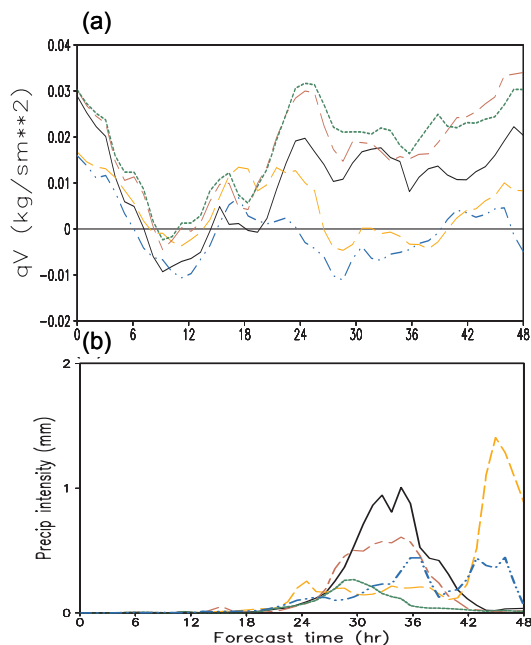 (a)
qV (kg/sm**2)
0.04
0.03
0.02
0.01
0
-0.01
-0.02
0 6 12 18 24 30 36 42 48
(b)
Precip intensity (mm)
2
1
0
0 6 12 18 24 30 36 42 48
Forecast time (hr)